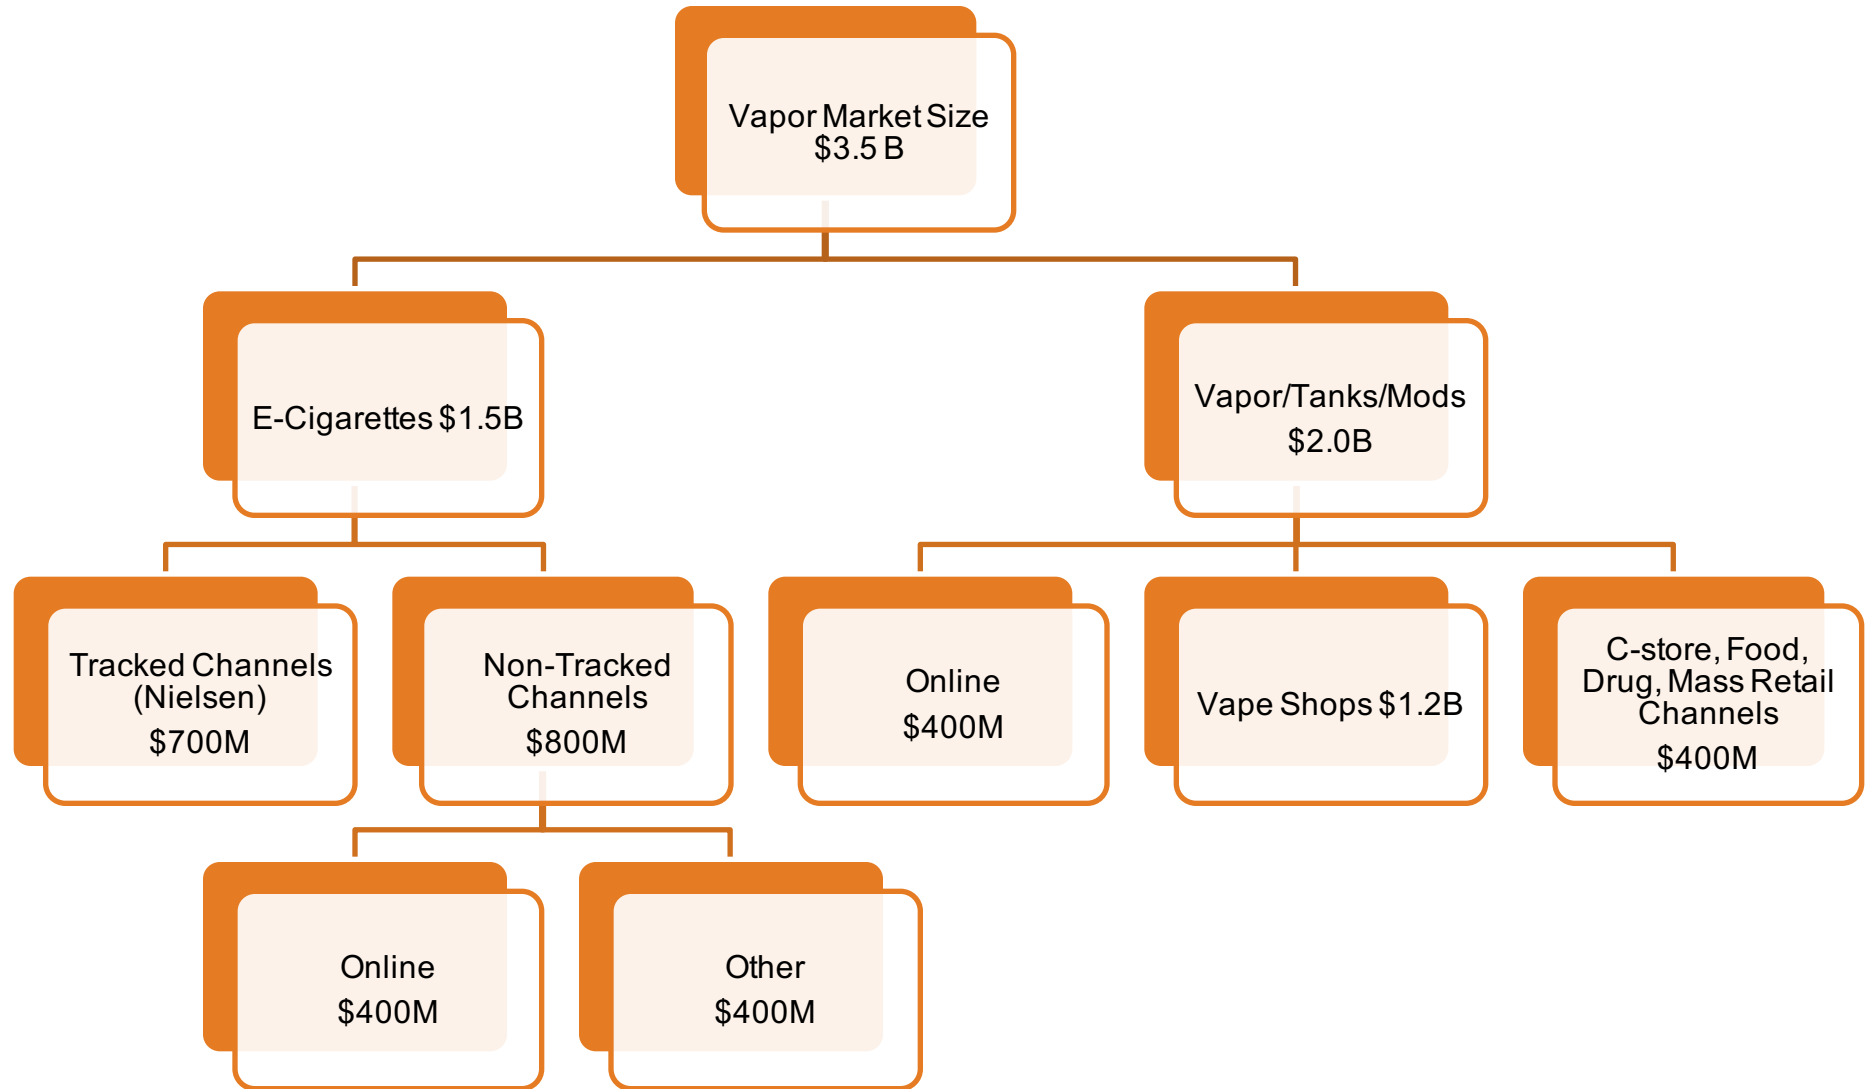 Vapor Market Size
$3.5 B
E-Cigarettes $1.5B
Vapor/Tanks/Mods
$2.0B
Tracked Channels
(Nielsen)
$700M
Non-Tracked
Channels
$800M
Online
$400M
Vape Shops $1.2B
C-store, Food,
Drug, Mass Retail
Channels
$400M
Online
$400M
Other
$400M